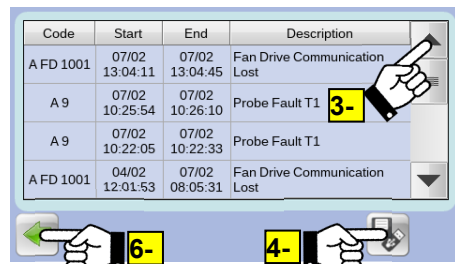 Code Start End Description
A FD 1001 07/02 13:04:11 07/02 13:04:45 Fan Drive Communication Lost
A 9 07/02 10:25:54 07/02 10:26:10 Probe Fault T1
A 9 07/02 10:22:05 07/02 10:22:33 Probe Fault T1
A FD 1001 04/02 12:01:53 07/02 08:05:31 Fan Drive Communication Lost
3-
6-
4-